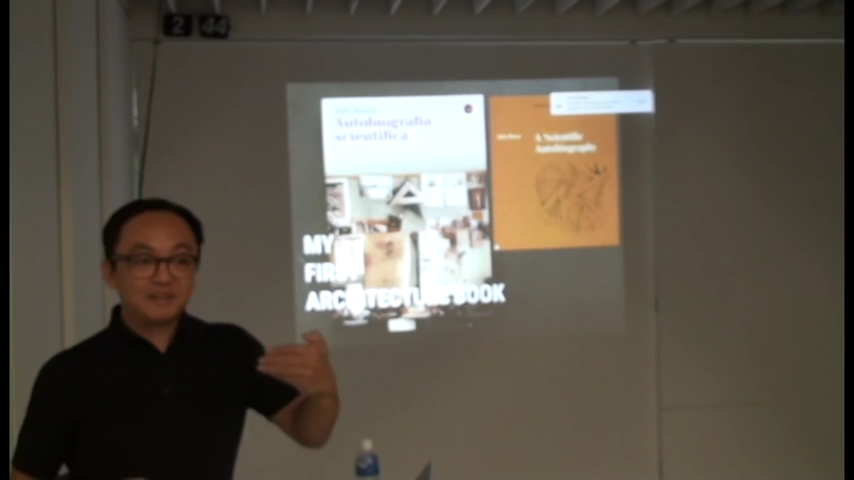 2 44
Autobiografia
scientifica
A Scientific
Autobiography
MY
FIRST
ARCHITECTURE BOOK